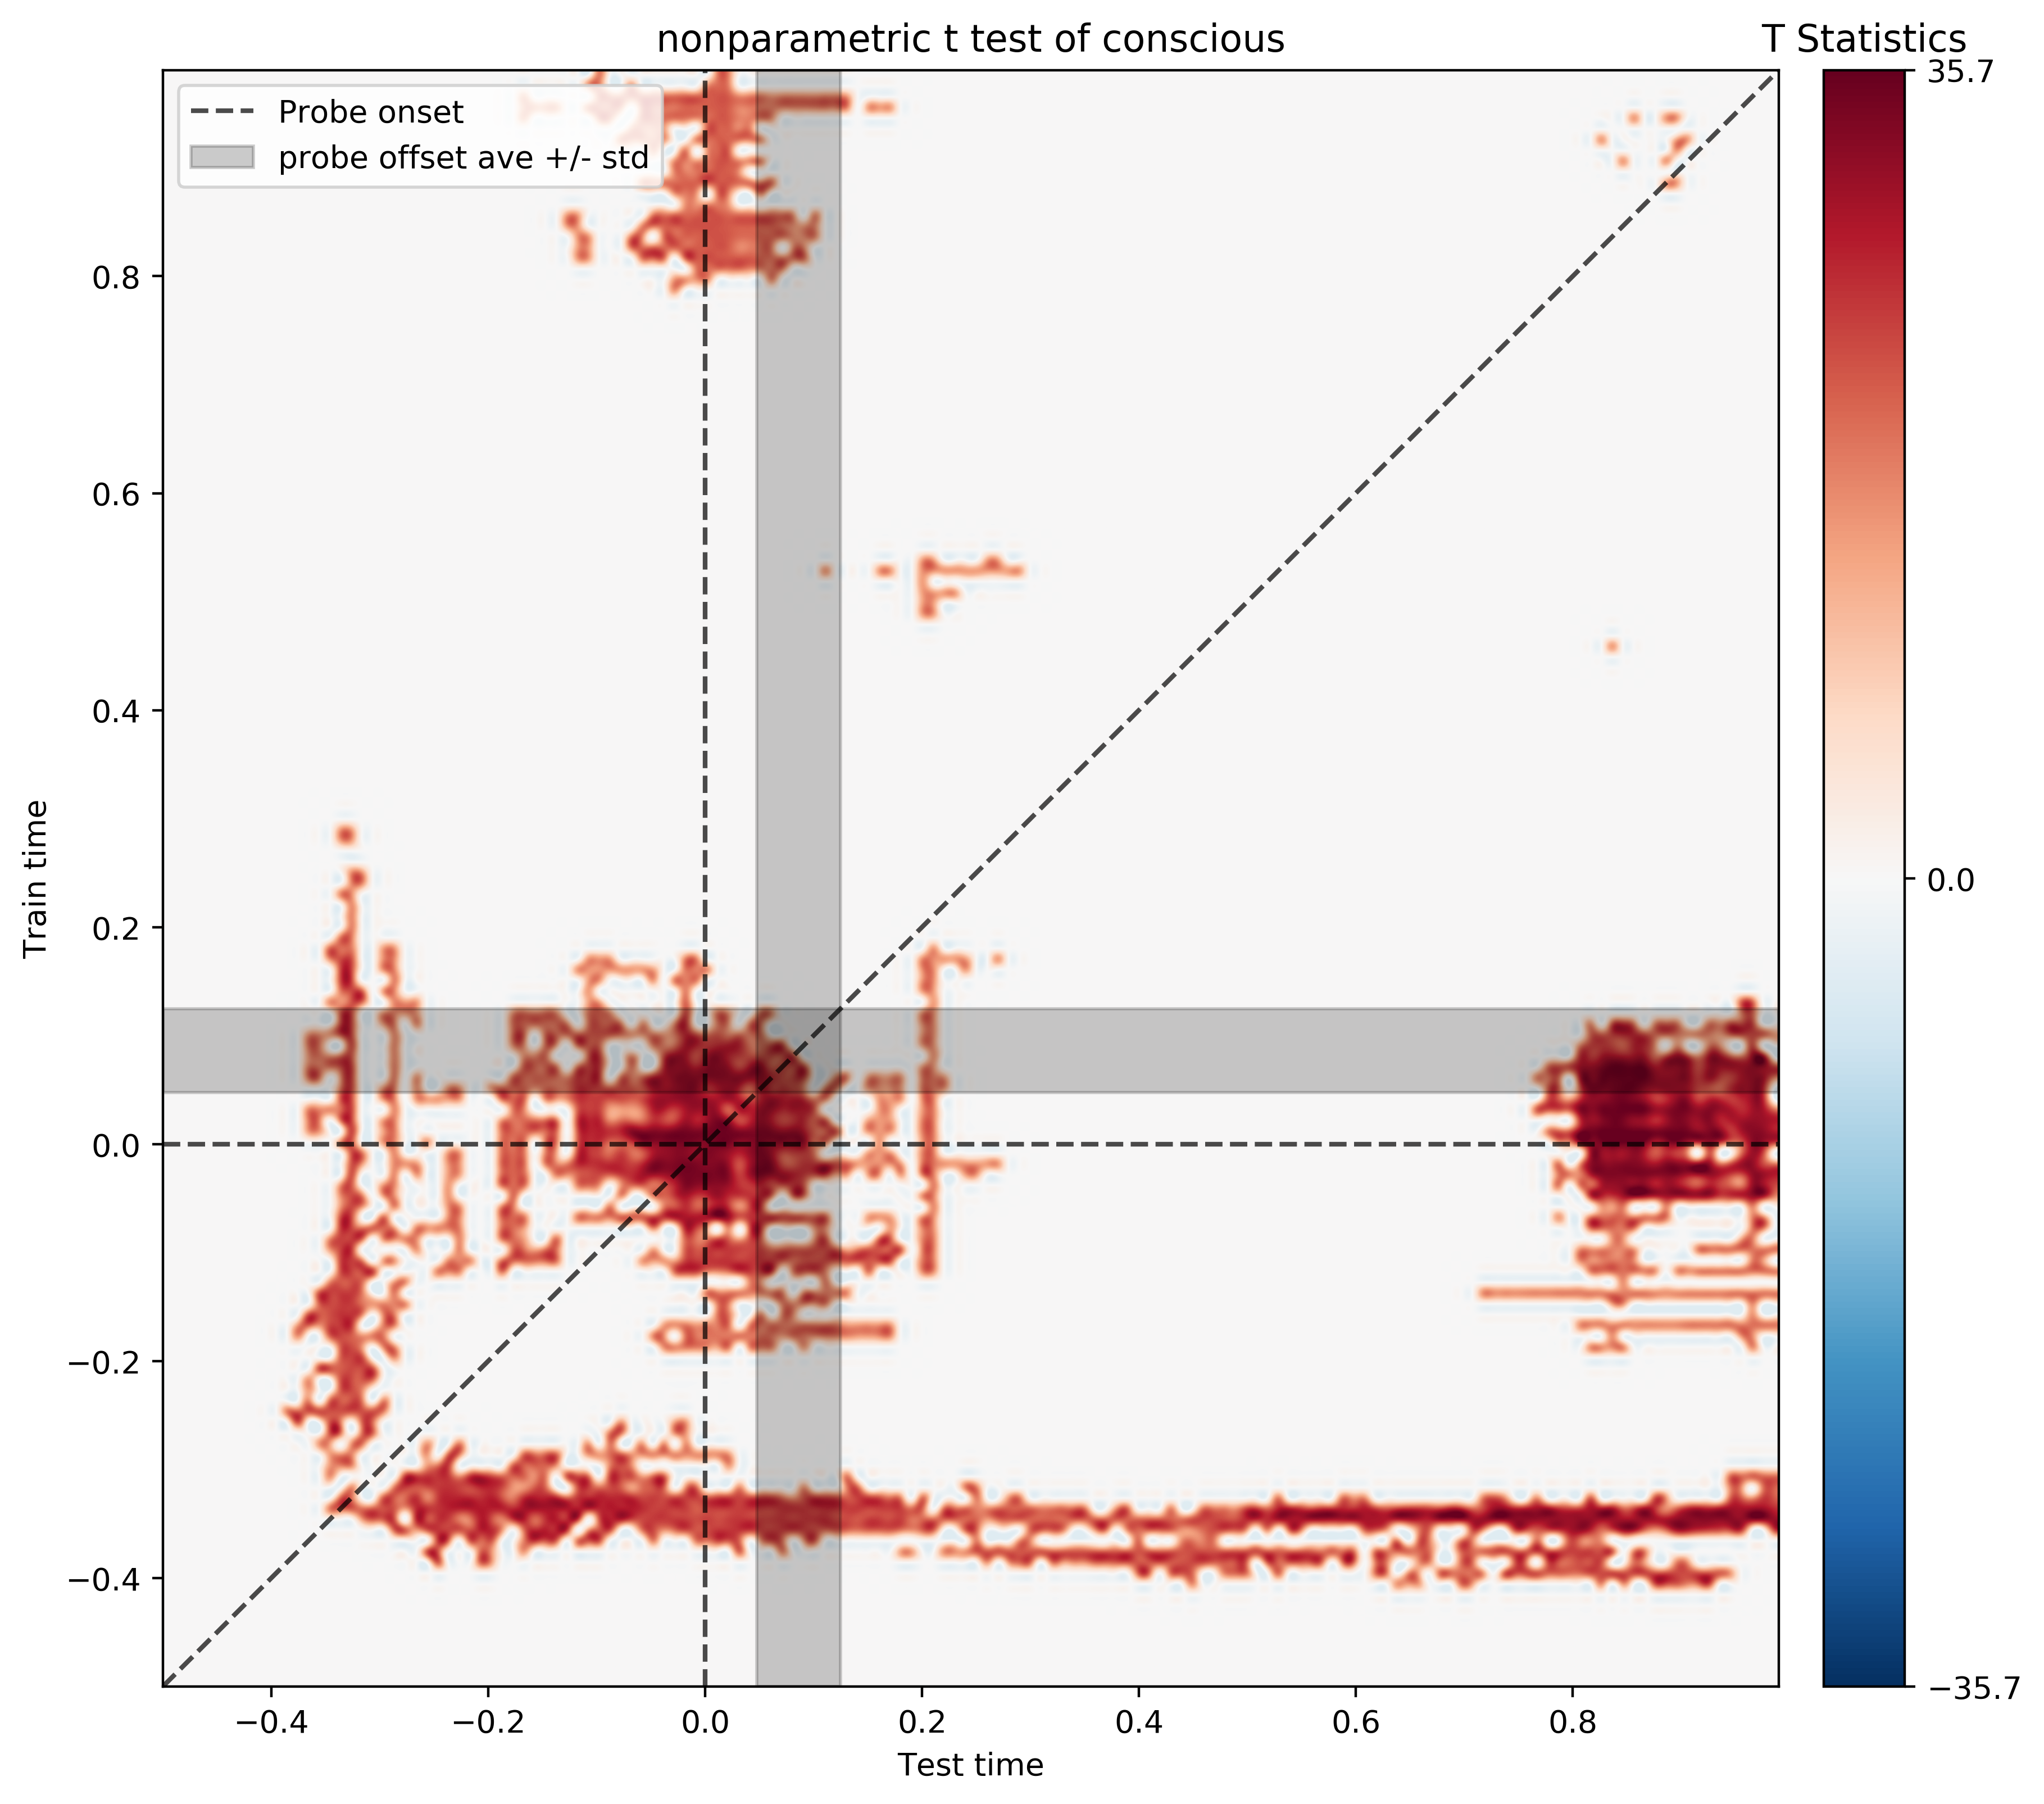 nonparametric t test of conscious
T Statistics
Probe onset
probe offset ave +/- std
35.7
0.0
−35.7
Train time
0.8
0.6
0.4
0.2
0.0
−0.2
−0.4
−0.4
−0.2
0.0
0.2
0.4
0.6
0.8
Test time